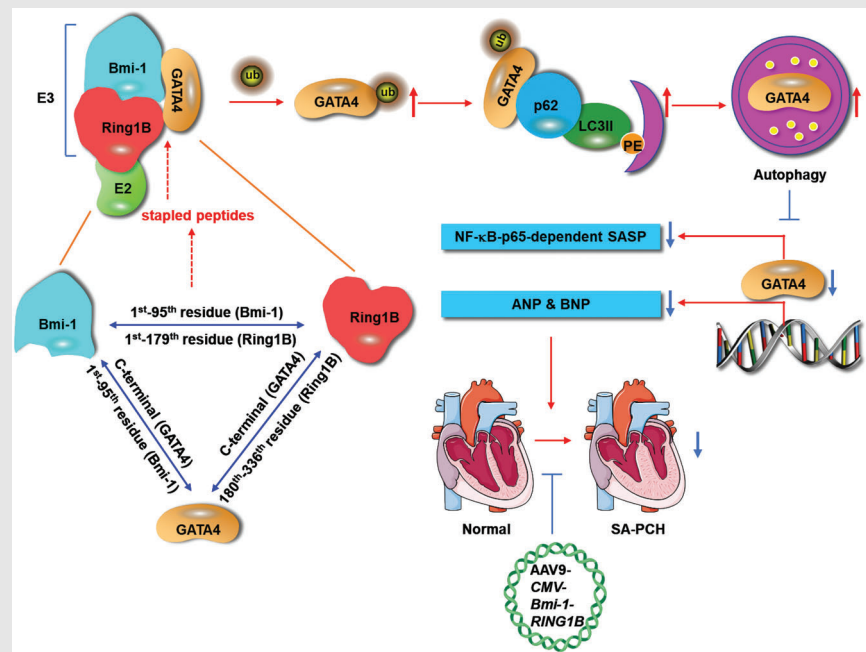 E3
Bmi-1
GATA4
Ring1B
E2
ub
GATA4
ub
ub
GATA4
p62
LC3II
PE
GATA4
Autophagy
stapled peptides
NF-κB-p65-dependent SASP
GATA4
ANP & BNP
Bmi-1
1st-95th residue (Bmi-1)
1st-179th residue (Ring1B)
Ring1B
C-terminal (GATA4)
1st-95th residue (Bmi-1)
C-terminal (GATA4)
180th-336th residue (Ring1B)
GATA4
Normal
SA-PCH
AAV9-
CMV-
Bmi-1-
RING1B